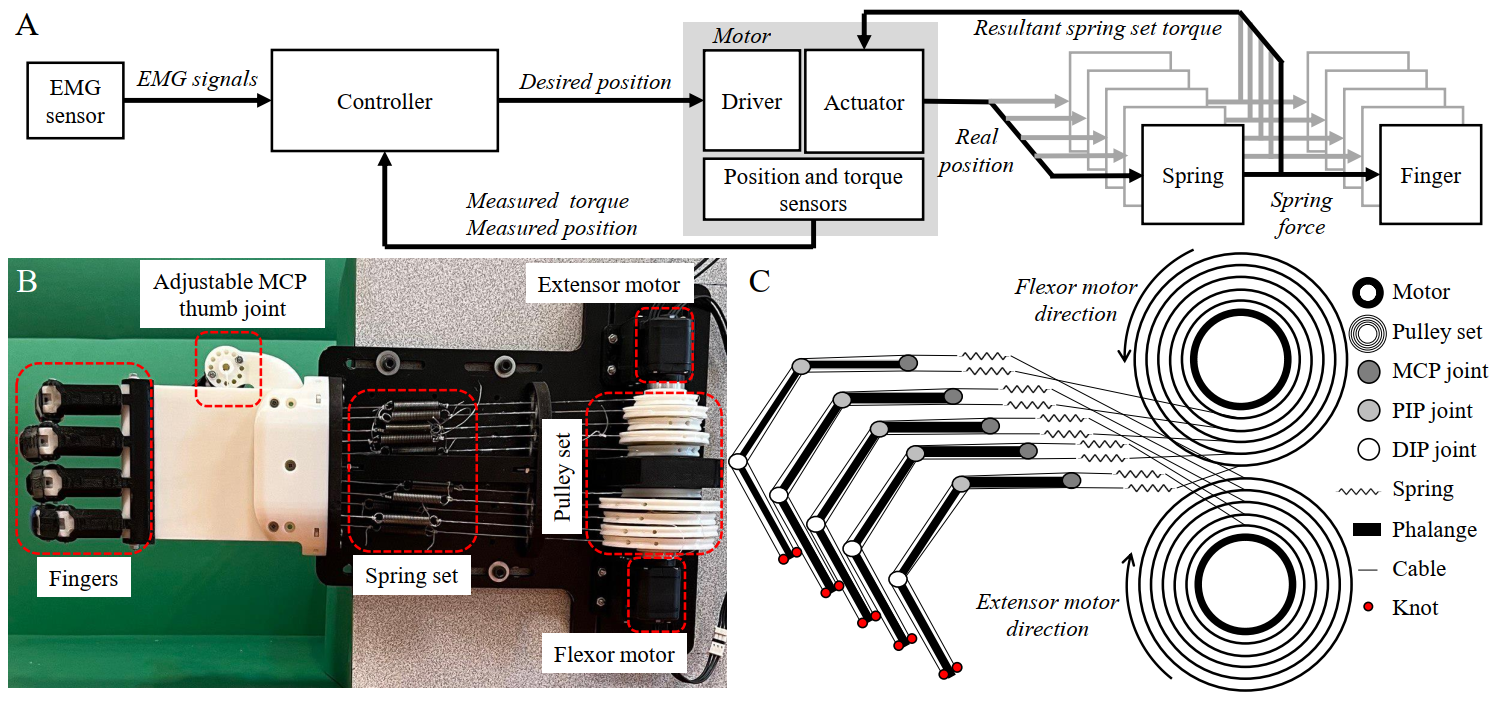 A
EMG
sensor
EMG signals
Controller
Desired position
Motor
Driver
Actuator
Position and torque
sensors
Measured torque
Measured position
Resultant spring set torque
Real
position
Spring
Spring
force
Finger
B
Adjustable MCP
thumb joint
Extensor motor
Pulley set
Fingers
Spring set
Flexor motor
C
Flexor motor
direction
Extensor motor
direction
Motor
Pulley set
MCP joint
PIP joint
DIP joint
Spring
Phalange
Cable
Knot